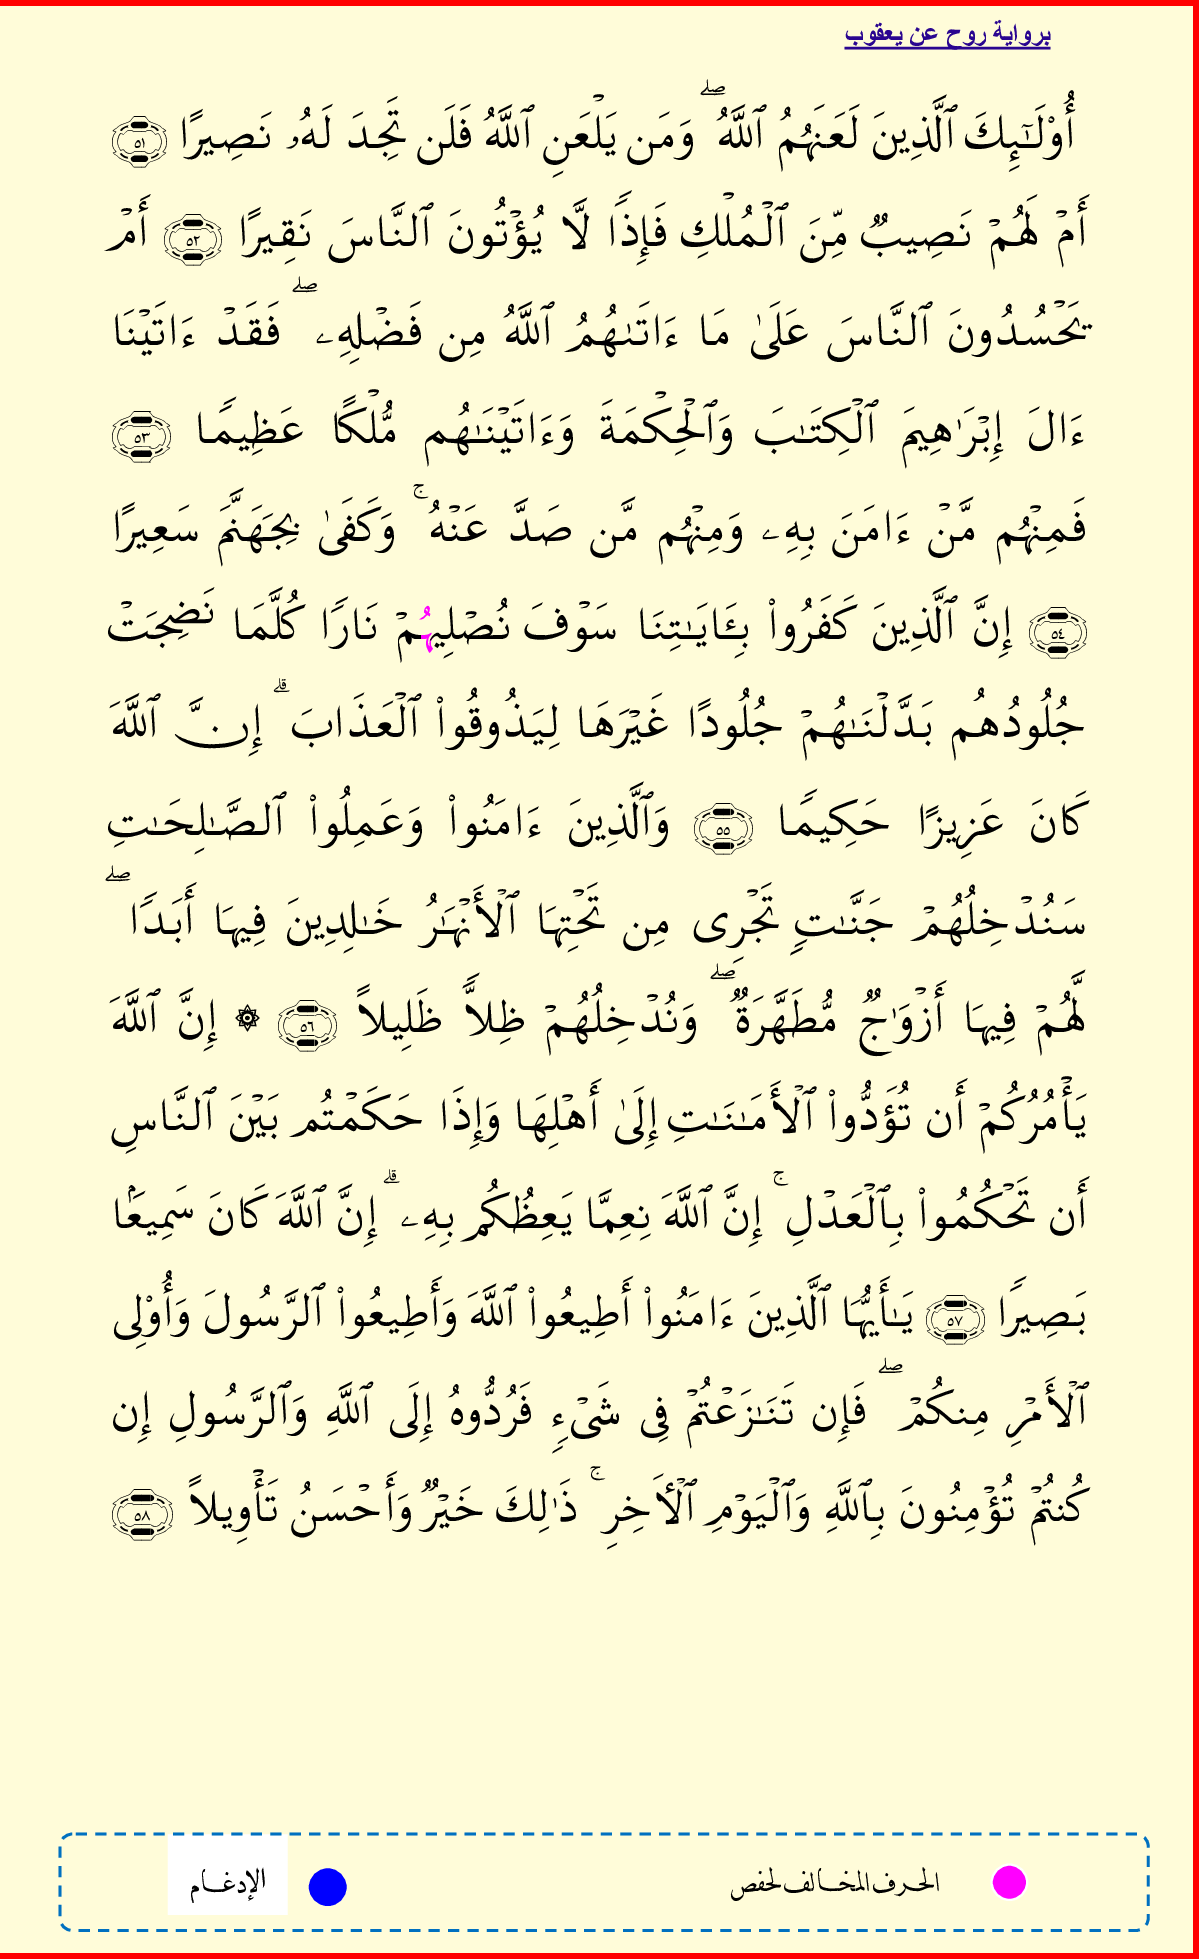 برواية روح عن يعقوب
أُوْلَـٰٓئِكَ ٱلَّذِينَ لَعَنَهُمُ ٱللَّهُ ۖ وَمَن يَلْعَنِ ٱللَّهُ فَلَن تَجِدَ لَهُۥ نَصِيرًا ٥١
أَمْ لَهُمْ نَصِيبٌ مِّنَ ٱلْمُلْكِ فَإِذًا لَّا يُؤْتُونَ ٱلنَّاسَ نَقِيرًا ٥٢ أَمْ
يَحْسُدُونَ ٱلنَّاسَ عَلَىٰ مَا ءَاتَىٰهُمُ ٱللَّهُ مِن فَضْلِهِۦ ۖ فَقَدْ ءَاتَيْنَا
ءَالَ إِبْرَٰهِيمَ ٱلْكِتَـٰبَ وَٱلْحِكْمَةَ وَءَاتَيْنَـٰهُم مُّلْكًا عَظِيمًا ٥٣
فَمِنْهُم مَّنْ ءَامَنَ بِهِۦ وَمِنْهُم مَّن صَدَّ عَنْهُ ۚ وَكَفَىٰ بِجَهَنَّمَ سَعِيرًا
٥٤ إِنَّ ٱلَّذِينَ كَفَرُوا۟ بِـَٔايَـٰتِنَا سَوْفَ نُصْلِيهُمْ نَارًا كُلَّمَا نَضِجَتْ
جُلُودُهُم بَدَّلْنَـٰهُمْ جُلُودًا غَيْرَهَا لِيَذُوقُوا۟ ٱلْعَذَابَ ۗ إِنَّ ٱللَّهَ
كَانَ عَزِيزًا حَكِيمًا ٥٥ وَٱلَّذِينَ ءَامَنُوا۟ وَعَمِلُوا۟ ٱلصَّـٰلِحَـٰتِ
سَنُدْخِلُهُمْ جَنَّـٰتٍ تَجْرِى مِن تَحْتِهَا ٱلْأَنْهَـٰرُ خَـٰلِدِينَ فِيهَا أَبَدًا ۖ
لَّهُمْ فِيهَا أَزْوَٰجٌ مُّطَهَّرَةٌ ۖ وَنُدْخِلُهُمْ ظِلاًّ ظَلِيلاً ٥٦ ۞ إِنَّ ٱللَّهَ
يَأْمُرُكُمْ أَن تُؤَدُّوا۟ ٱلْأَمَـٰنَـٰتِ إِلَىٰ أَهْلِهَا وَإِذَا حَكَمْتُم بَيْنَ ٱلنَّاسِ
أَن تَحْكُمُوا۟ بِٱلْعَدْلِ ۚ إِنَّ ٱللَّهَ نِعِمَّا يَعِظُكُم بِهِۦ ۗ إِنَّ ٱللَّهَ كَانَ سَمِيعَۢا
بَصِيرًا ٥٧ يَـٰٓأَيُّهَا ٱلَّذِينَ ءَامَنُوا۟ أَطِيعُوا۟ ٱللَّهَ وَأَطِيعُوا۟ ٱلرَّسُولَ وَأُوْلِى
ٱلْأَمْرِ مِنكُمْ ۖ فَإِن تَنَـٰزَعْتُمْ فِى شَىْءٍ فَرُدُّوهُ إِلَى ٱللَّهِ وَٱلرَّسُولِ إِن
كُنتُمْ تُؤْمِنُونَ بِٱللَّهِ وَٱلْيَوْمِ ٱلْـَٔاخِرِ ۚ ذَٰلِكَ خَيْرٌ وَأَحْسَنُ تَأْوِيلاً ٥٨
الحرف المخالف لحفص
الإدغام